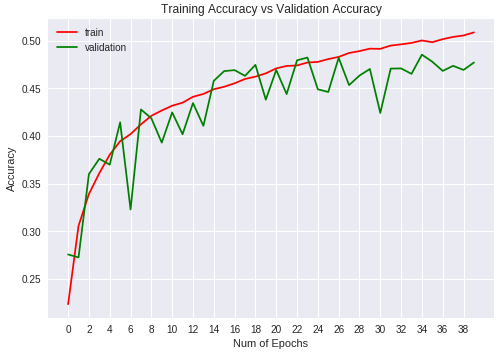 Training Accuracy vs Validation Accuracy
train
validation
0.50
0.45
0.40
0.35
0.30
0.25
Accuracy
0 2 4 6 8 10 12 14 16 18 20 22 24 26 28 30 32 34 36 38
Num of Epochs